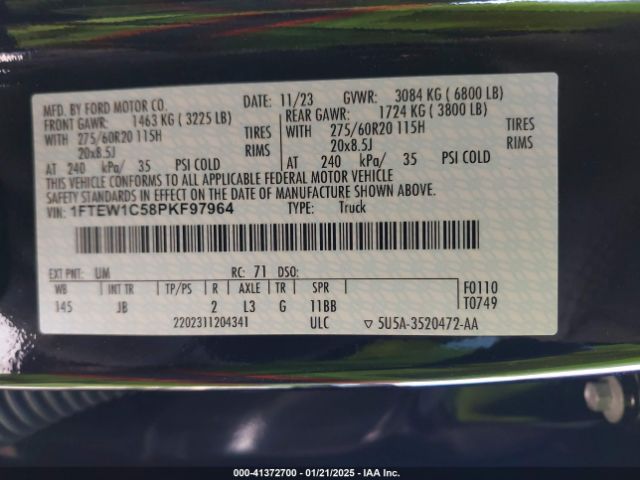 MFD. BY FORD MOTOR CO.
DATE: 11/23 GVWR: 3084 KG ( 6800 LB)
FRONT GAWR: 1463 KG ( 3225 LB) REAR GAWR: 1724 KG ( 3800 LB)
WITH 275/60R20 115H TIRES WITH 275/60R20 115H TIRES
20x8.5J RIMS 20x8.5J RIMS
AT 240 kPa/ 35 PSI COLD AT 240 kPa/ 35 PSI COLD
THIS VEHICLE CONFORMS TO ALL APPLICABLE FEDERAL MOTOR VEHICLE
SAFETY STANDARDS IN EFFECT ON THE DATE OF MANUFACTURE SHOWN ABOVE.
VIN: 1FTEW1C58PKF97964 TYPE: Truck
EXT PNT: UM RC: 71 DSO:
WB INT TR TP/PS R AXLE TR SPR F0110
145 JB 2 L3 G 11BB T0749
2202311204341 ULC ▽ 5U5A-3520472-AA
000-41372700 - 01/21/2025 - IAA Inc.